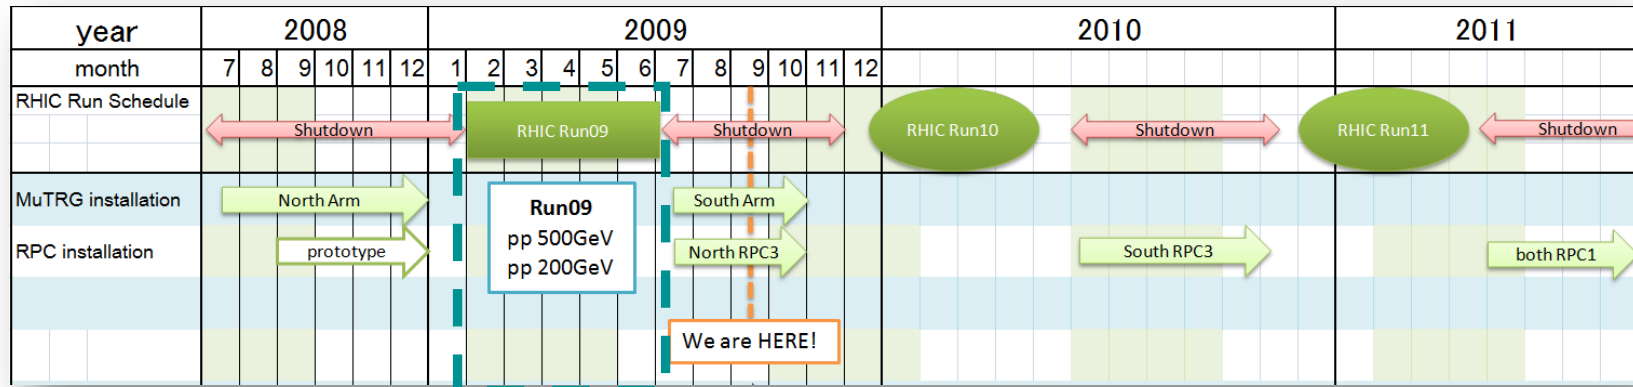 year 2008 2009 2010 2011
month 7 8 9 10 11 12 1 2 3 4 5 6 7 8 9 10 11 12
RHIC Run Schedule
Shutdown RHIC Run09 Shutdown RHIC Run10 Shutdown RHIC Run11 Shutdown
MuTRG installation North Arm South Arm
Run09
pp 500GeV
pp 200GeV
RPC installation prototype North RPC3 South RPC3 both RPC1
We are HERE!